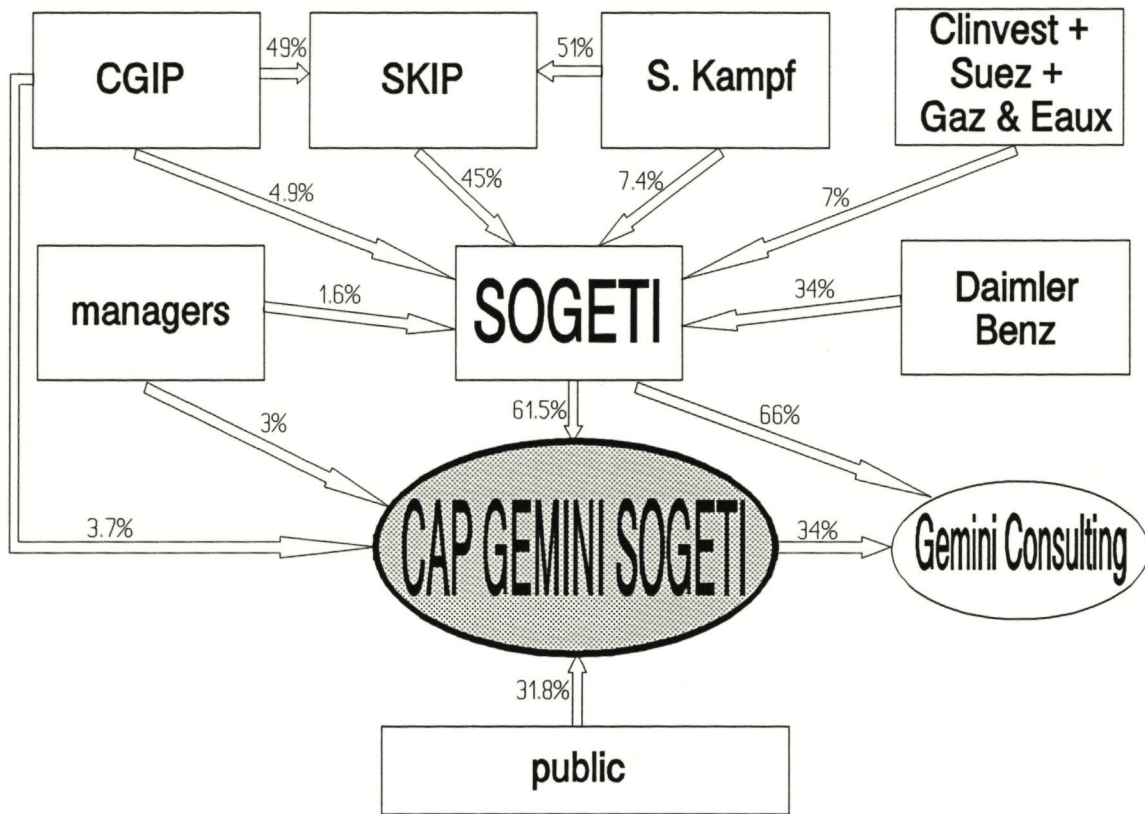 CGIP
49%
SKIP
51%
S. Kampf
Clinvest +
Suez +
Gaz & Eaux
4.9%
45%
7.4%
7%
managers
1.6%
SOGETI
34%
Daimler
Benz
3%
61.5%
66%
3.7%
CAP GEMINI SOGETI
34%
Gemini Consulting
31.8%
public